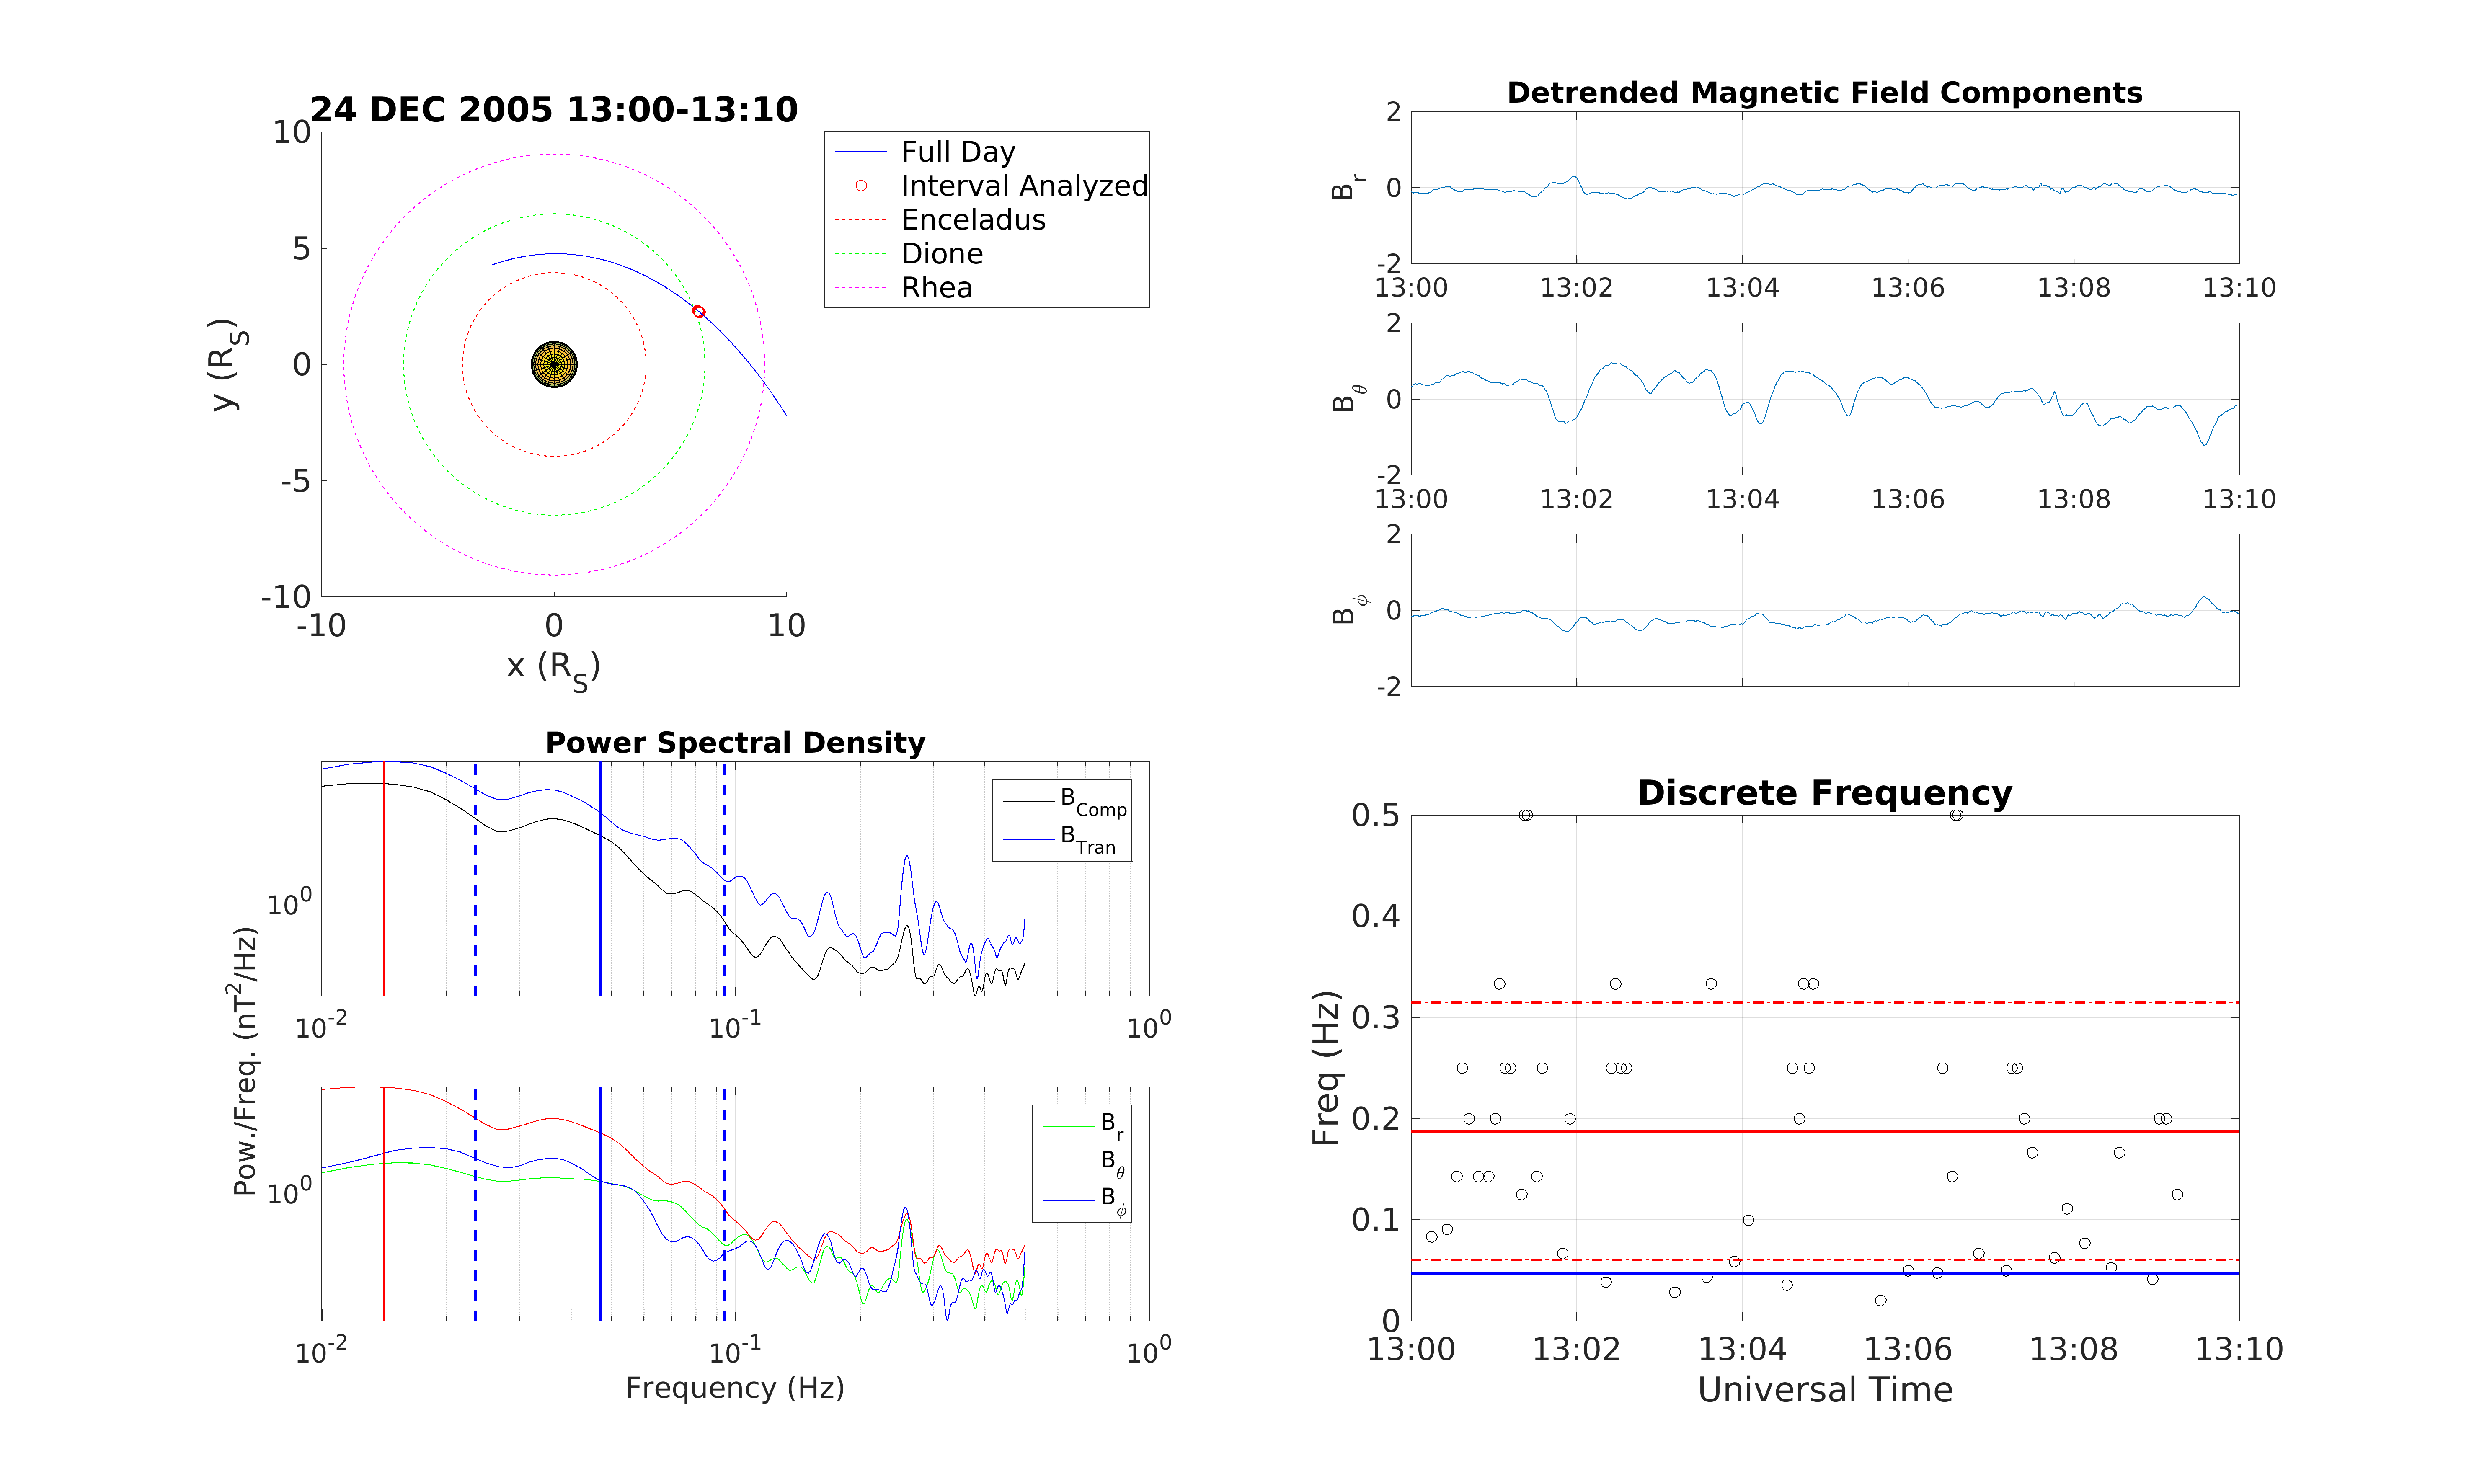 24 DEC 2005 13:00-13:10
10
5
0
-5
-10
-10 0 10
x (R_S)
y (R_S)
Full Day
Interval Analyzed
Enceladus
Dione
Rhea
Detrended Magnetic Field Components
2
0
-2
B_r
13:00 13:02 13:04 13:06 13:08 13:10
2
0
-2
B_θ
13:00 13:02 13:04 13:06 13:08 13:10
2
0
-2
B_ϕ
Power Spectral Density
10^0
10^-2 10^-1 10^0
B_Comp
B_Tran
Pow./Freq. (nT^2/Hz)
10^0
10^-2 10^-1 10^0
B_r
B_θ
B_ϕ
Frequency (Hz)
Discrete Frequency
0.5
0.4
0.3
0.2
0.1
0
Freq (Hz)
13:00 13:02 13:04 13:06 13:08 13:10
Universal Time